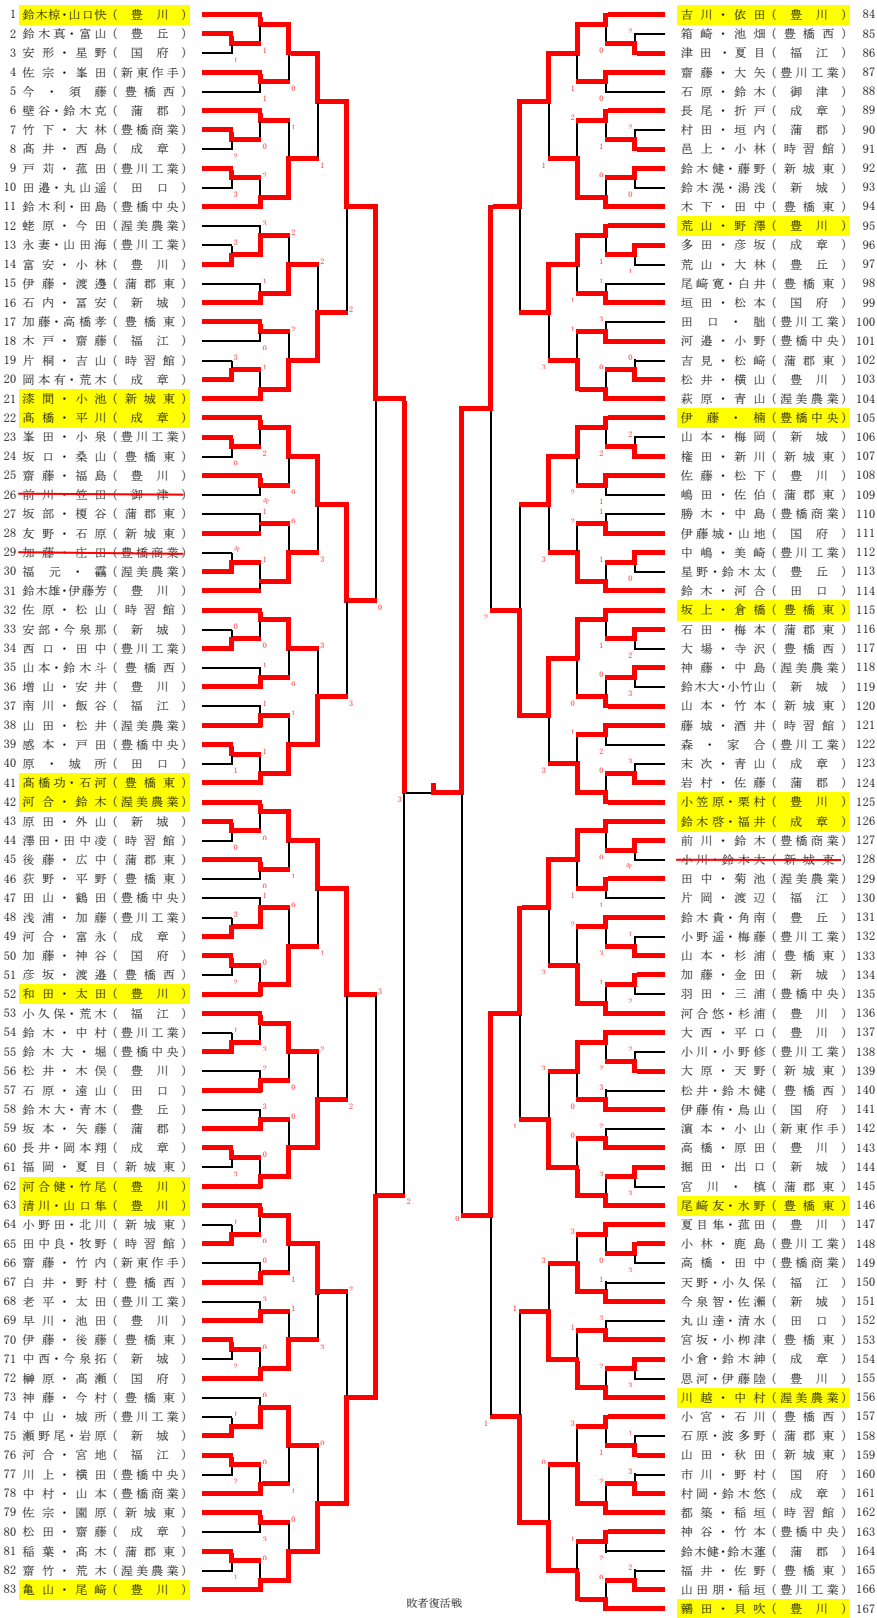 1 鈴木椋・山口快（豊川）
2 鈴木真・富山（豊丘）
3 安形・星野（国府）
4 佐宗・峯田（新東作手）
5 今・須藤（豊橋西）
6 壁谷・鈴木克（蒲郡）
7 竹下・大林（豊橋商業）
8 髙井・西島（成章）
9 戸苅・菰田（豊川工業）
10 田邉・丸山遥（田口）
11 鈴木利・田島（豊橋中央）
12 蛯原・今田（渥美農業）
13 永妻・山田海（豊川工業）
14 富安・小林（豊川）
15 伊藤・渡邊（蒲郡東）
16 石内・冨安（新城）
17 加藤・高橋孝（豊橋東）
18 木戸・齋藤（福江）
19 片桐・吉山（時習館）
20 岡本有・荒木（成章）
21 漆間・小池（新城東）
22 髙橋・平川（成章）
23 峯田・小泉（豊川工業）
24 坂口・桑山（豊橋東）
25 齋藤・福島（豊川）
26 前川・笠田（御津）
27 坂部・榎谷（蒲郡東）
28 友野・石原（新城東）
29 加藤・庄田（豊橋商業）
30 福元・靏（渥美農業）
31 鈴木雄・伊藤芳（豊川）
32 佐原・松山（時習館）
33 安部・今泉那（新城）
34 西口・田中（豊川工業）
35 山本・鈴木斗（豊橋西）
36 増山・安井（豊川）
37 南川・飯谷（福江）
38 山田・松井（渥美農業）
39 感本・戸田（豊橋中央）
40 原・城所（田口）
41 髙橋功・石河（豊橋東）
42 河合・鈴木（渥美農業）
43 原田・外山（新城）
44 澤田・田中凌（時習館）
45 後藤・広中（蒲郡東）
46 荻野・平野（豊橋東）
47 田山・鶴田（豊橋中央）
48 浅浦・加藤（豊川工業）
49 河合・富永（成章）
50 加藤・神谷（国府）
51 彦坂・渡邉（豊橋西）
52 和田・太田（豊川）
53 小久保・荒木（福江）
54 鈴木・中村（豊川工業）
55 鈴木大・堀（豊橋中央）
56 松井・木俣（豊川）
57 石原・遠山（田口）
58 鈴木大・青木（豊丘）
59 坂本・矢藤（蒲郡）
60 長井・岡本翔（成章）
61 福岡・夏目（新城東）
62 河合健・竹尾（豊川）
63 清川・山口隼（豊川）
64 小野田・北川（新城東）
65 田中良・牧野（時習館）
66 齋藤・竹内（新東作手）
67 白井・野村（豊橋西）
68 老平・太田（豊川工業）
69 早川・池田（豊川）
70 伊藤・後藤（豊橋東）
71 中西・今泉拓（新城）
72 榊原・髙瀬（国府）
73 神藤・今村（豊橋東）
74 中山・城所（豊川工業）
75 瀬野尾・岩原（新城）
76 河合・宮地（福江）
77 川上・横田（豊橋中央）
78 中村・山本（豊橋商業）
79 佐宗・園原（新城東）
80 松田・齋藤（成章）
81 稲葉・髙木（蒲郡東）
82 齋竹・荒木（渥美農業）
83 亀山・尾崎（豊川）
吉川・依田（豊川） 84
箱崎・池畑（豊橋西） 85
津田・夏目（福江） 86
齋藤・大矢（豊川工業） 87
石原・鈴木（御津） 88
長尾・折戸（成章） 89
村田・垣内（蒲郡） 90
邑上・小林（時習館） 91
鈴木健・藤野（新城東） 92
鈴木滉・湯浅（新城） 93
木下・田中（豊橋東） 94
荒山・野澤（豊川） 95
多田・彦坂（成章） 96
荒山・大林（豊丘） 97
尾﨑寛・白井（豊橋東） 98
垣田・松本（国府） 99
田口・朏（豊川工業） 100
河邉・小野（豊橋中央） 101
吉見・松崎（蒲郡東） 102
松井・横山（豊川） 103
萩原・青山（渥美農業） 104
伊藤・楠（豊橋中央） 105
山本・梅岡（新城） 106
権田・新川（新城東） 107
佐藤・松下（豊川） 108
嶋田・佐伯（蒲郡東） 109
勝木・中島（豊橋商業） 110
伊藤城・山地（国府） 111
中嶋・美崎（豊川工業） 112
星野・鈴木太（豊丘） 113
鈴木・河合（田口） 114
坂上・倉橋（豊橋東） 115
石田・梅本（蒲郡東） 116
大場・寺沢（豊橋西） 117
神藤・中島（渥美農業） 118
鈴木大・小竹山（新城） 119
山本・竹本（新城東） 120
藤城・酒井（時習館） 121
森・家合（豊川工業） 122
末次・青山（成章） 123
岩村・佐藤（蒲郡） 124
小笠原・栗村（豊川） 125
鈴木啓・福井（成章） 126
前川・鈴木（豊橋商業） 127
小川・鈴木大（新城東） 128
田中・菊池（渥美農業） 129
片岡・渡辺（福江） 130
鈴木貴・角南（豊丘） 131
小野遥・梅藤（豊川工業） 132
山本・杉浦（豊橋東） 133
加藤・金田（新城） 134
羽田・三浦（豊橋中央） 135
河合悠・杉浦（豊川） 136
大西・平口（豊川） 137
小川・小野修（豊川工業） 138
大原・天野（新城東） 139
松井・鈴木健（豊橋西） 140
伊藤侑・鳥山（国府） 141
濵本・小山（新東作手） 142
高橋・原田（豊川） 143
掘田・出口（新城） 144
宮川・槙（蒲郡東） 145
尾﨑友・水野（豊橋東） 146
夏目隼・菰田（豊川） 147
小林・鹿島（豊川工業） 148
高橋・田中（豊橋商業） 149
天野・小久保（福江） 150
今泉智・佐瀬（新城） 151
丸山達・清水（田口） 152
宮坂・小栁津（豊橋東） 153
小倉・鈴木紳（成章） 154
恩河・伊藤陸（豊川） 155
川越・中村（渥美農業） 156
小宮・石川（豊橋西） 157
石原・波多野（蒲郡東） 158
山田・秋田（新城東） 159
市川・野村（国府） 160
村岡・鈴木悠（成章） 161
都築・稲垣（時習館） 162
神谷・竹本（豊橋中央） 163
鈴木健・鈴木蓮（蒲郡） 164
福井・佐野（豊橋東） 165
山田朋・稲垣（豊川工業） 166
鵜田・貝吹（豊川） 167
敗者復活戦